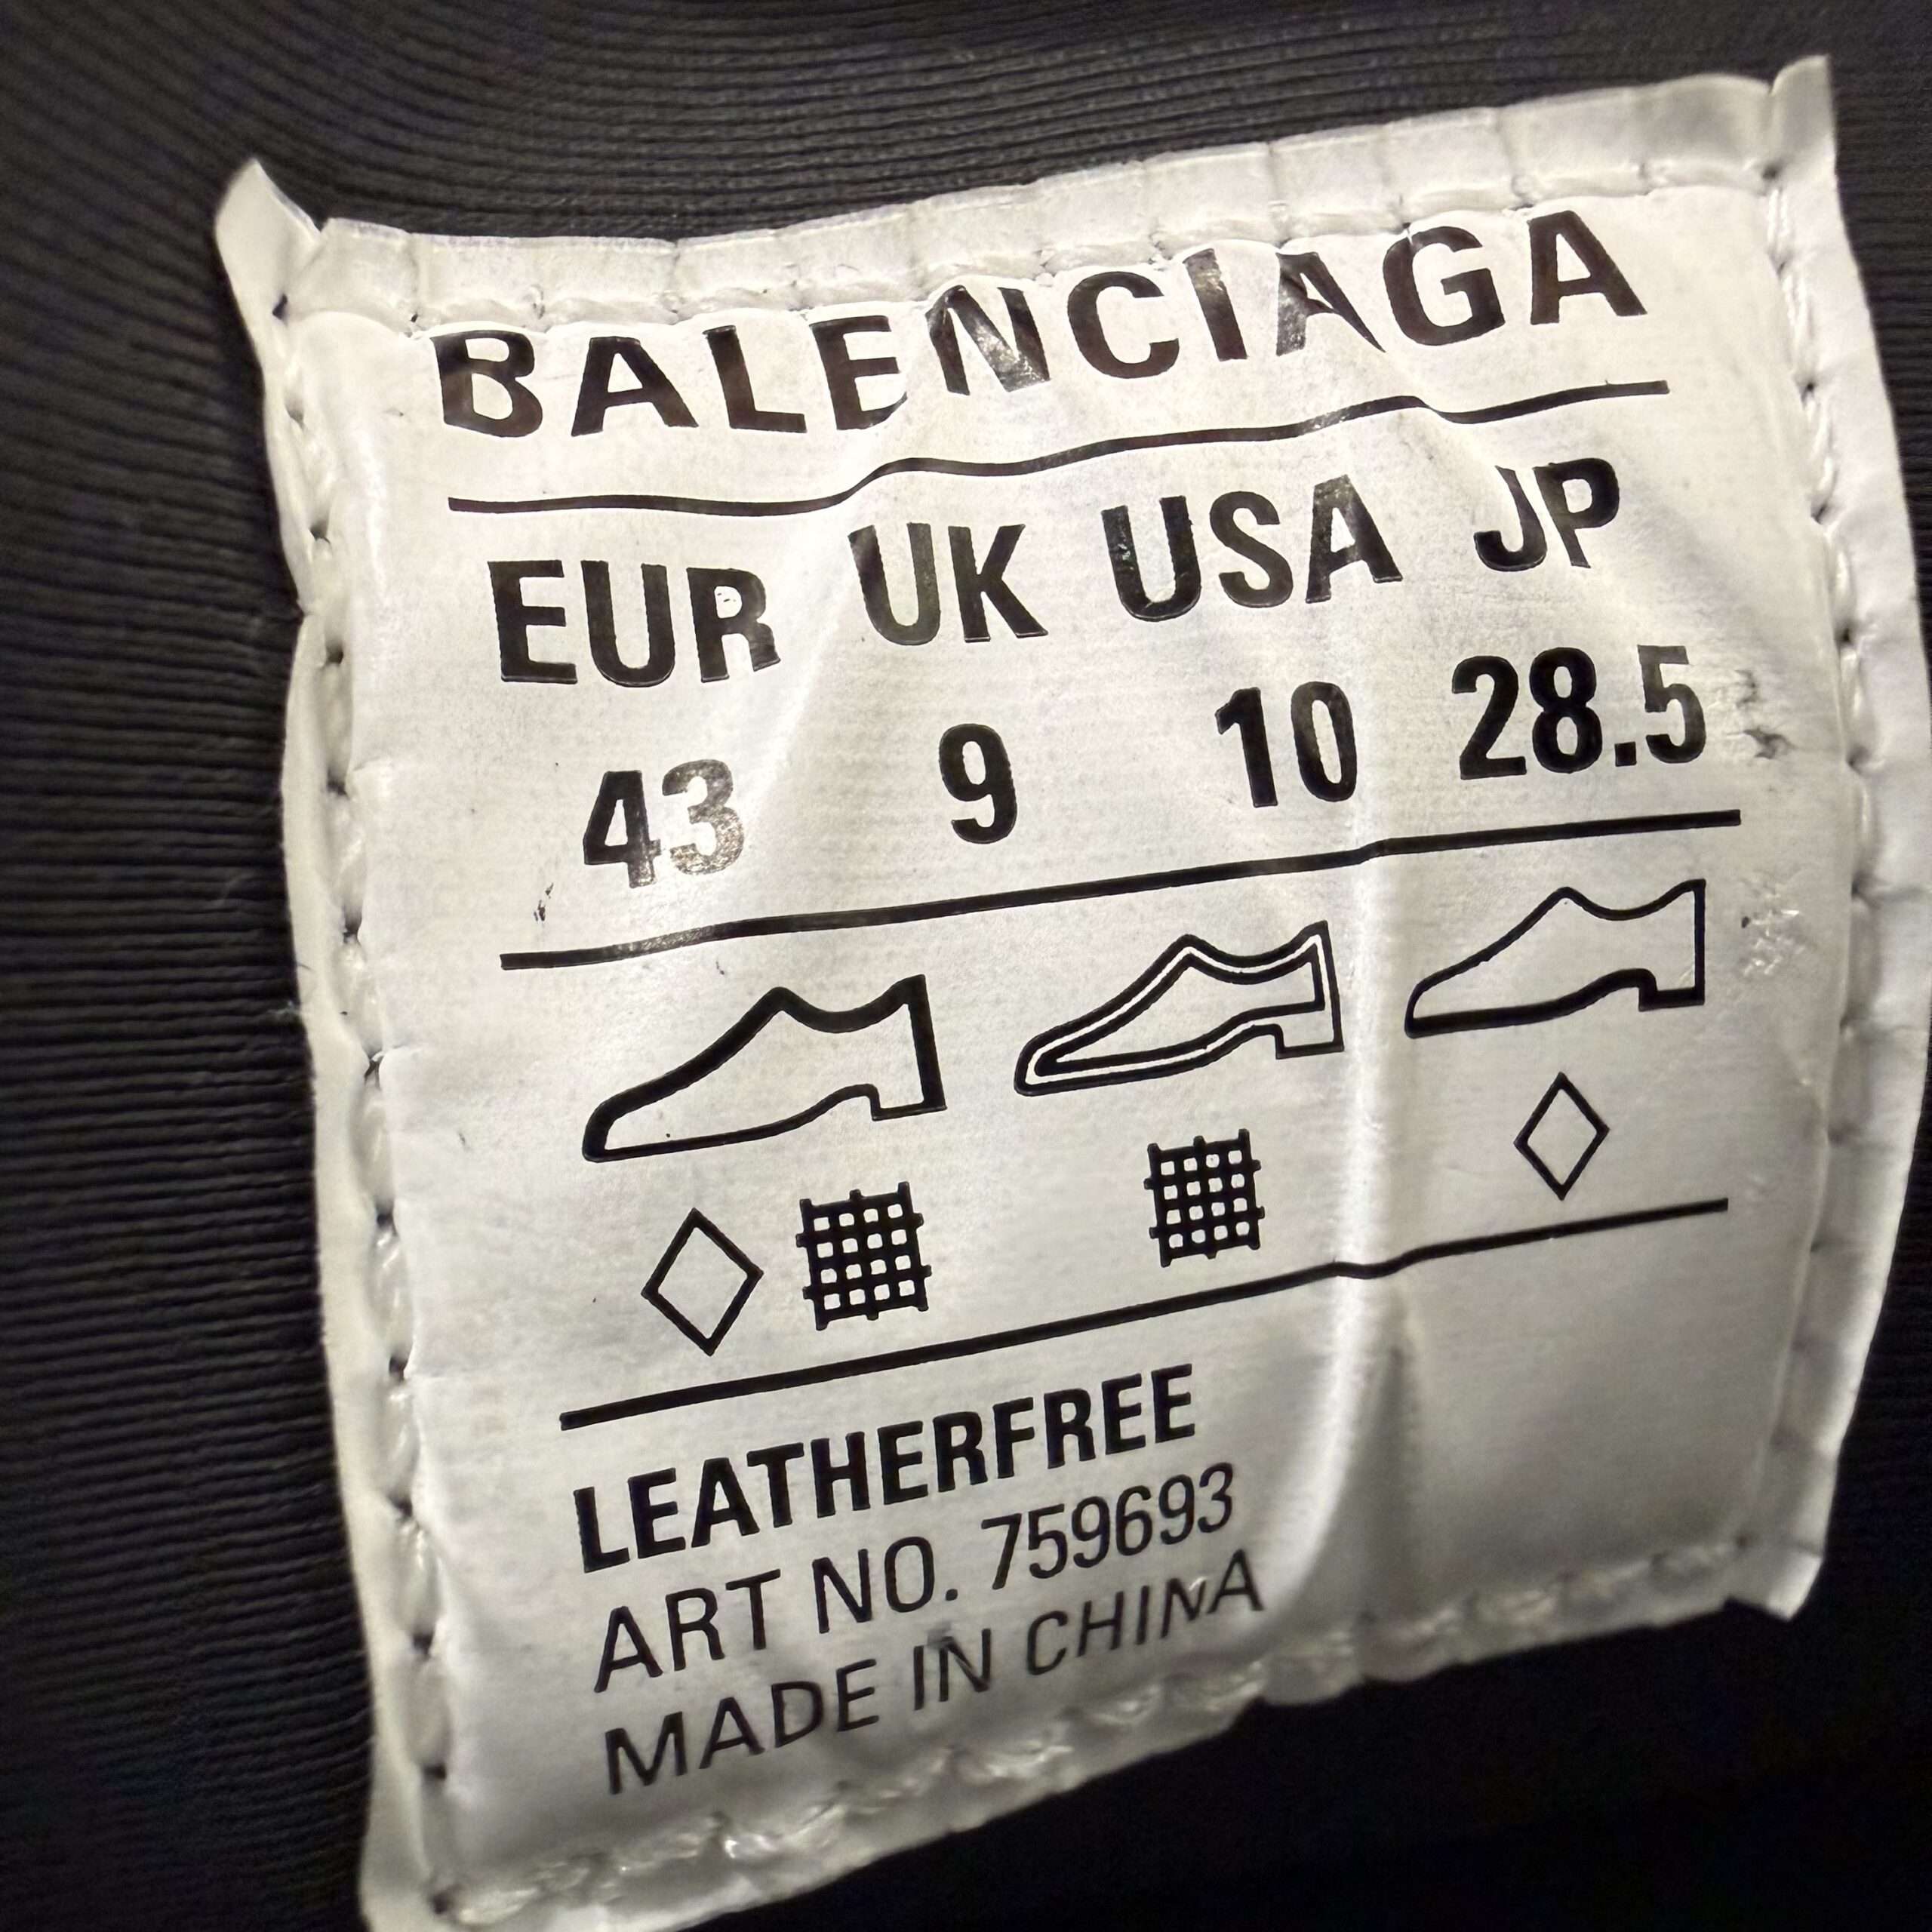 BALENCIAGA
EUR UK USA JP
43 9 10 28.5
LEATHERFREE
ART NO. 759693
MADE IN CHINA